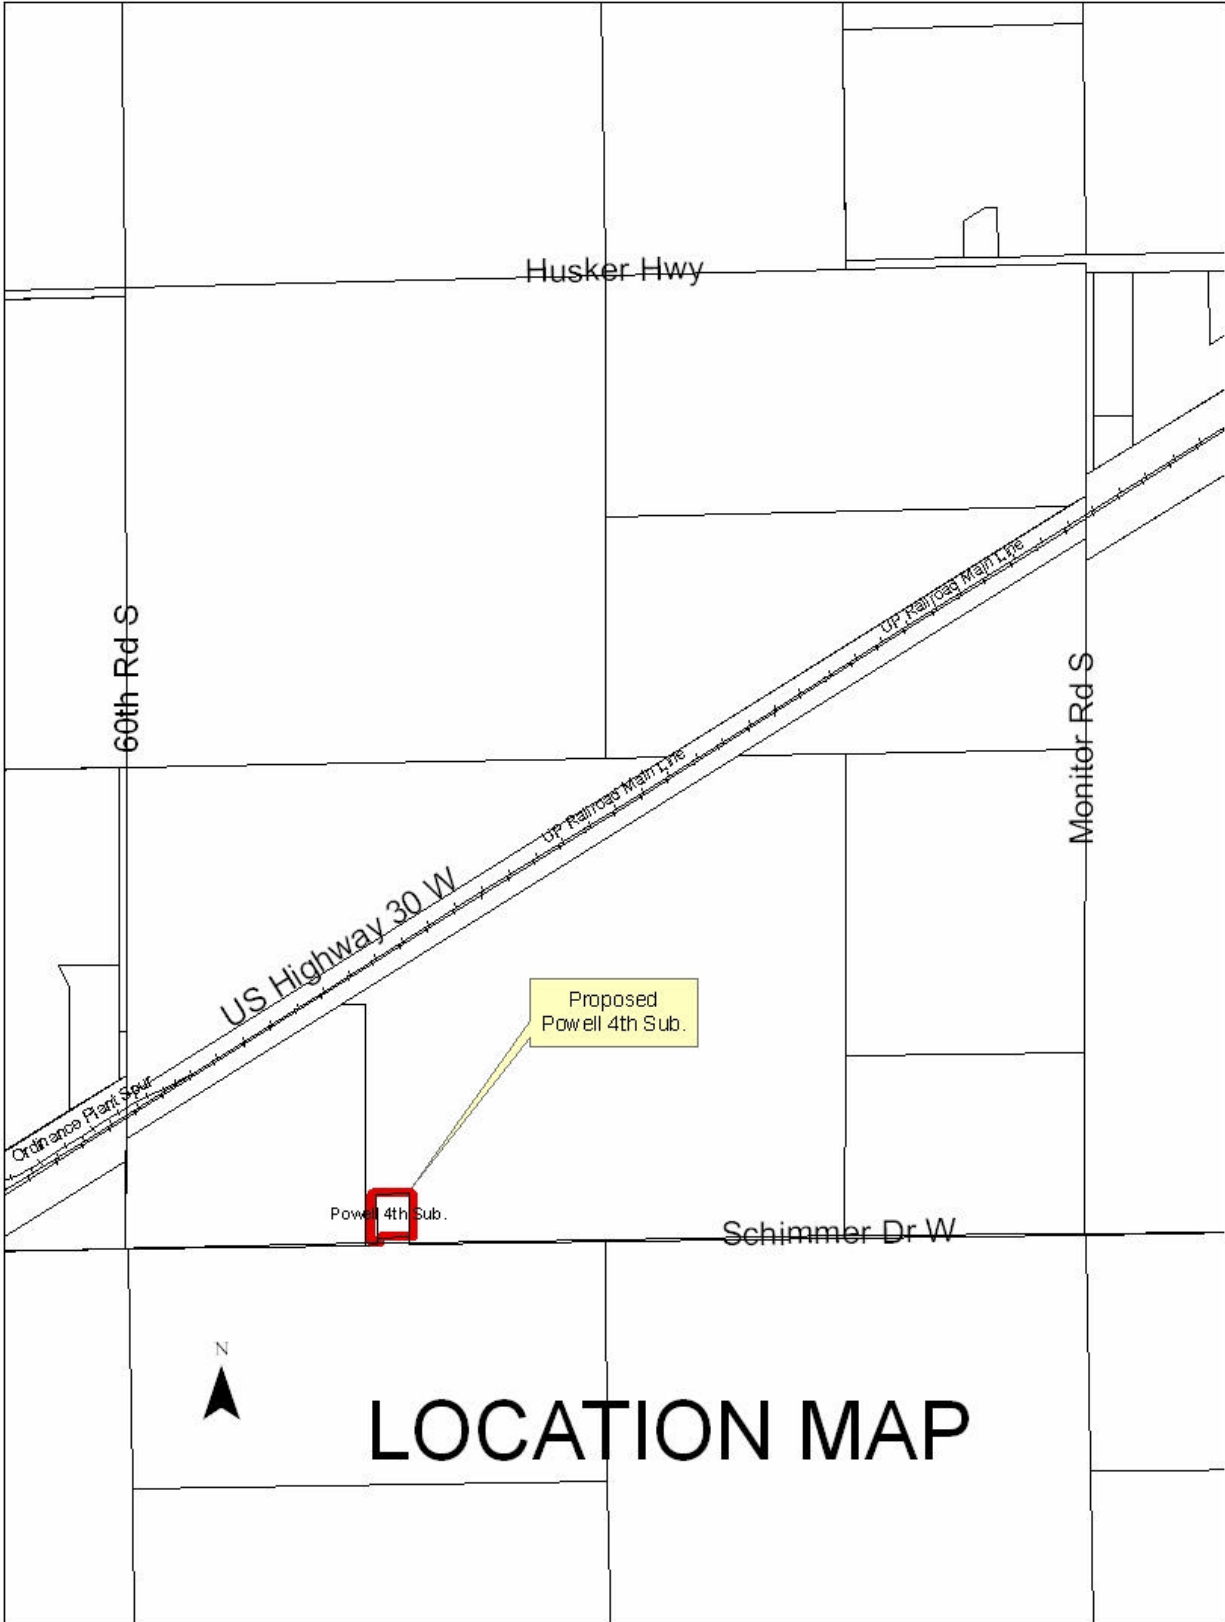 Husker Hwy
60th Rd S
UP Railroad Main Line
Monitor Rd S
UP Railroad Main Line
US Highway 30 W
Proposed
Powell 4th Sub.
Ordinance Plant Spur
Powell 4th Sub.
Schimmer Dr W
N
LOCATION MAP